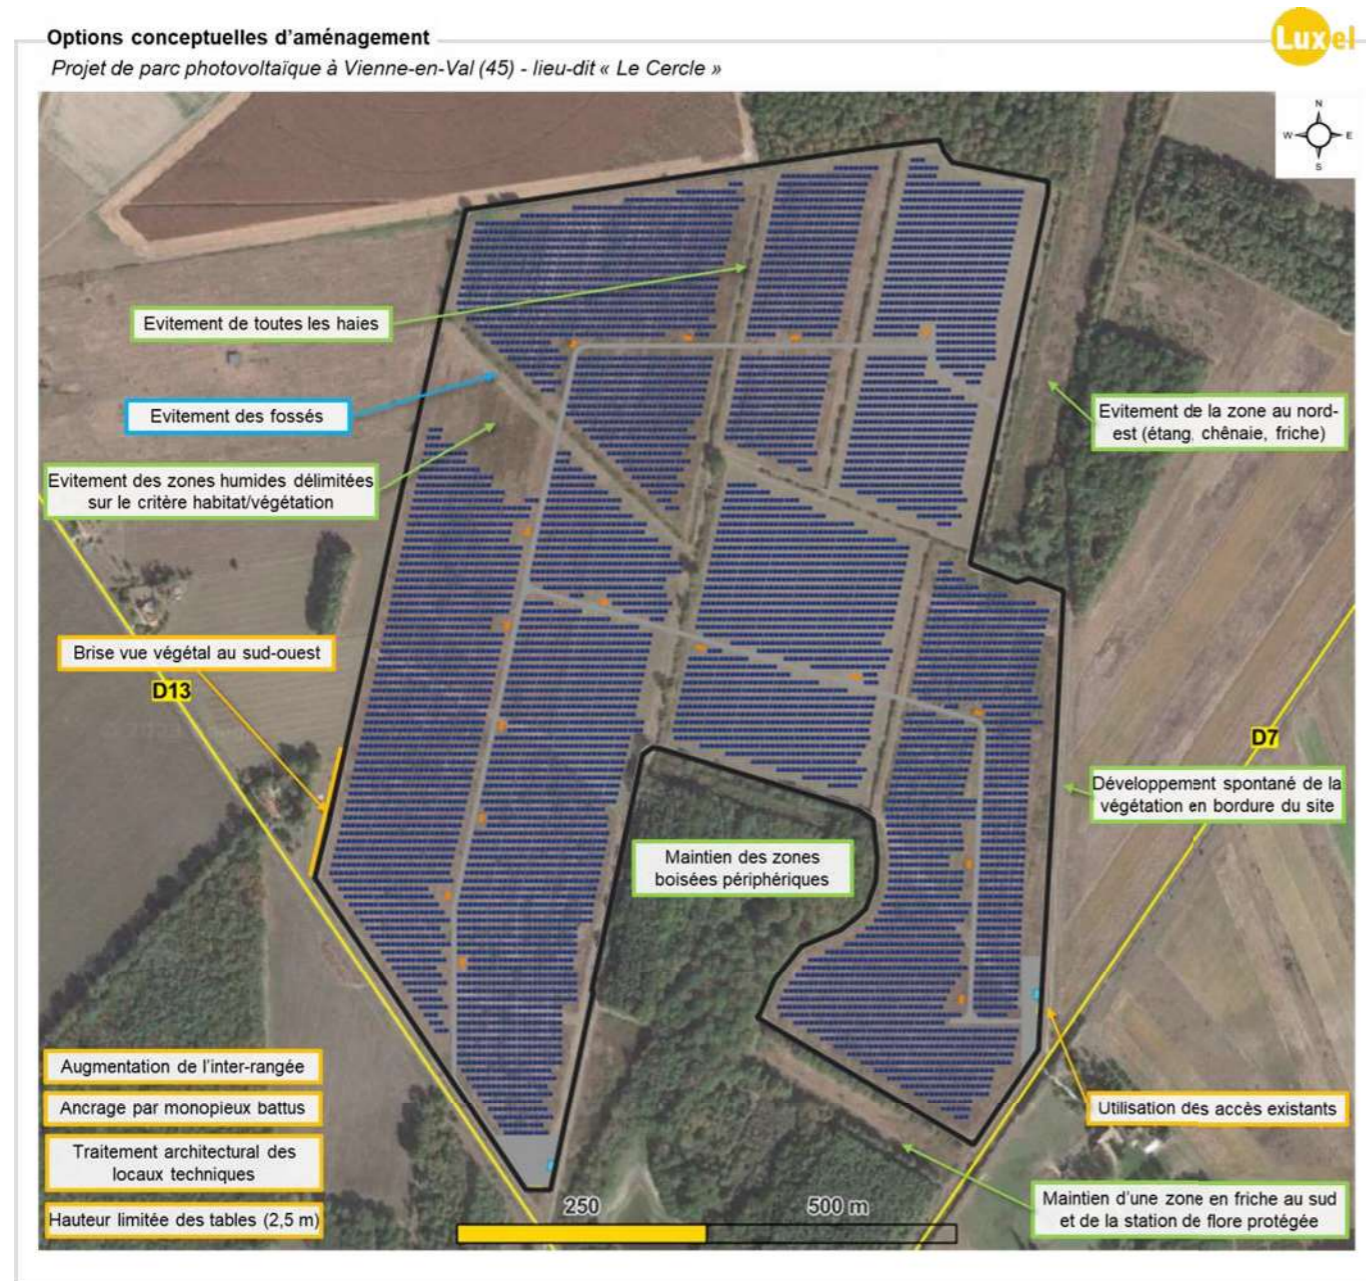 Options conceptuelles d'aménagement
Luxel
Projet de parc photovoltaïque à Vienne-en-Val (45) - lieu-dit « Le Cercle »
N
W
E
S
Evitement de toutes les haies
Evitement des fossés
Evitement de la zone au nord-
est (étang, chênaie, friche)
Evitement des zones humides délimitées
sur le critère habitat/végétation
Brise vue végétal au sud-ouest
D13
D7
Développement spontané de la
végétation en bordure du site
Maintien des zones
boisées périphériques
Augmentation de l'inter-rangée
Ancrage par monopieux battus
Utilisation des accès existants
Traitement architectural des
locaux techniques
Hauteur limitée des tables (2,5 m)
250
500 m
Maintien d'une zone en friche au sud
et de la station de flore protégée